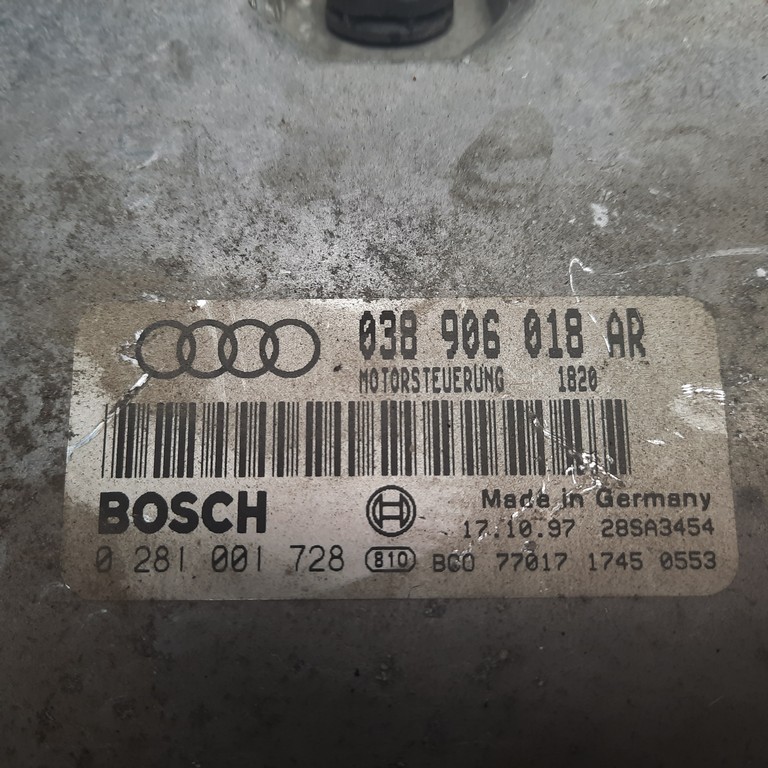 038 906 018 AR
MOTORSTEUERUNG 1820
BOSCH
Made in Germany
17.10.97 28SA3454
0 281 001 728 810 BCO 77017 1745 0553